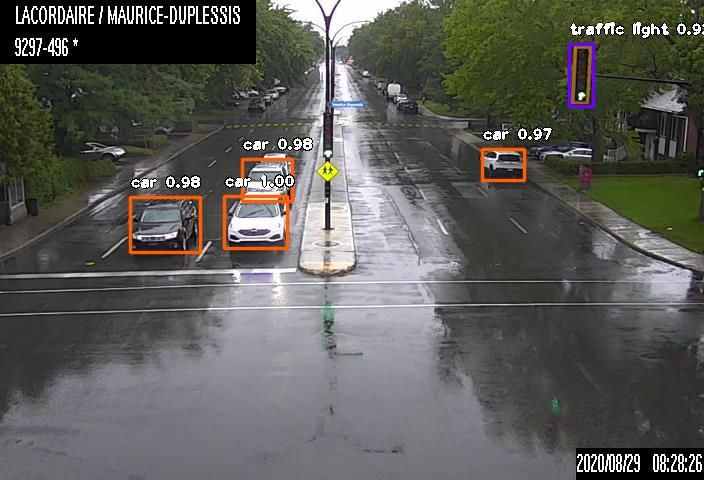 LACORDAIRE / MAURICE-DUPLESSIS
9297-496 *
traffic light 0.93
car 0.98
car 0.97
car 0.98
car 1.00
2020/08/29 08:28:26